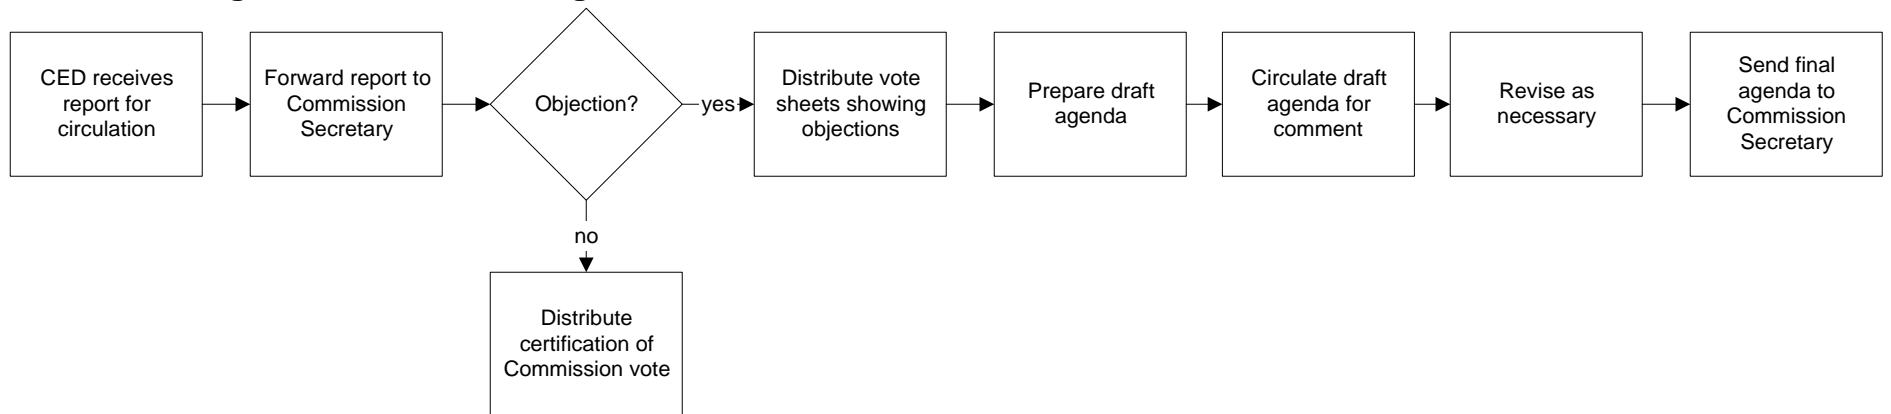 CED receives
report for
circulation
Forward report to
Commission
Secretary
Objection?
yes
Distribute vote
sheets showing
objections
Prepare draft
agenda
Circulate draft
agenda for
comment
Revise as
necessary
Send final
agenda to
Commission
Secretary
no
Distribute
certification of
Commission vote